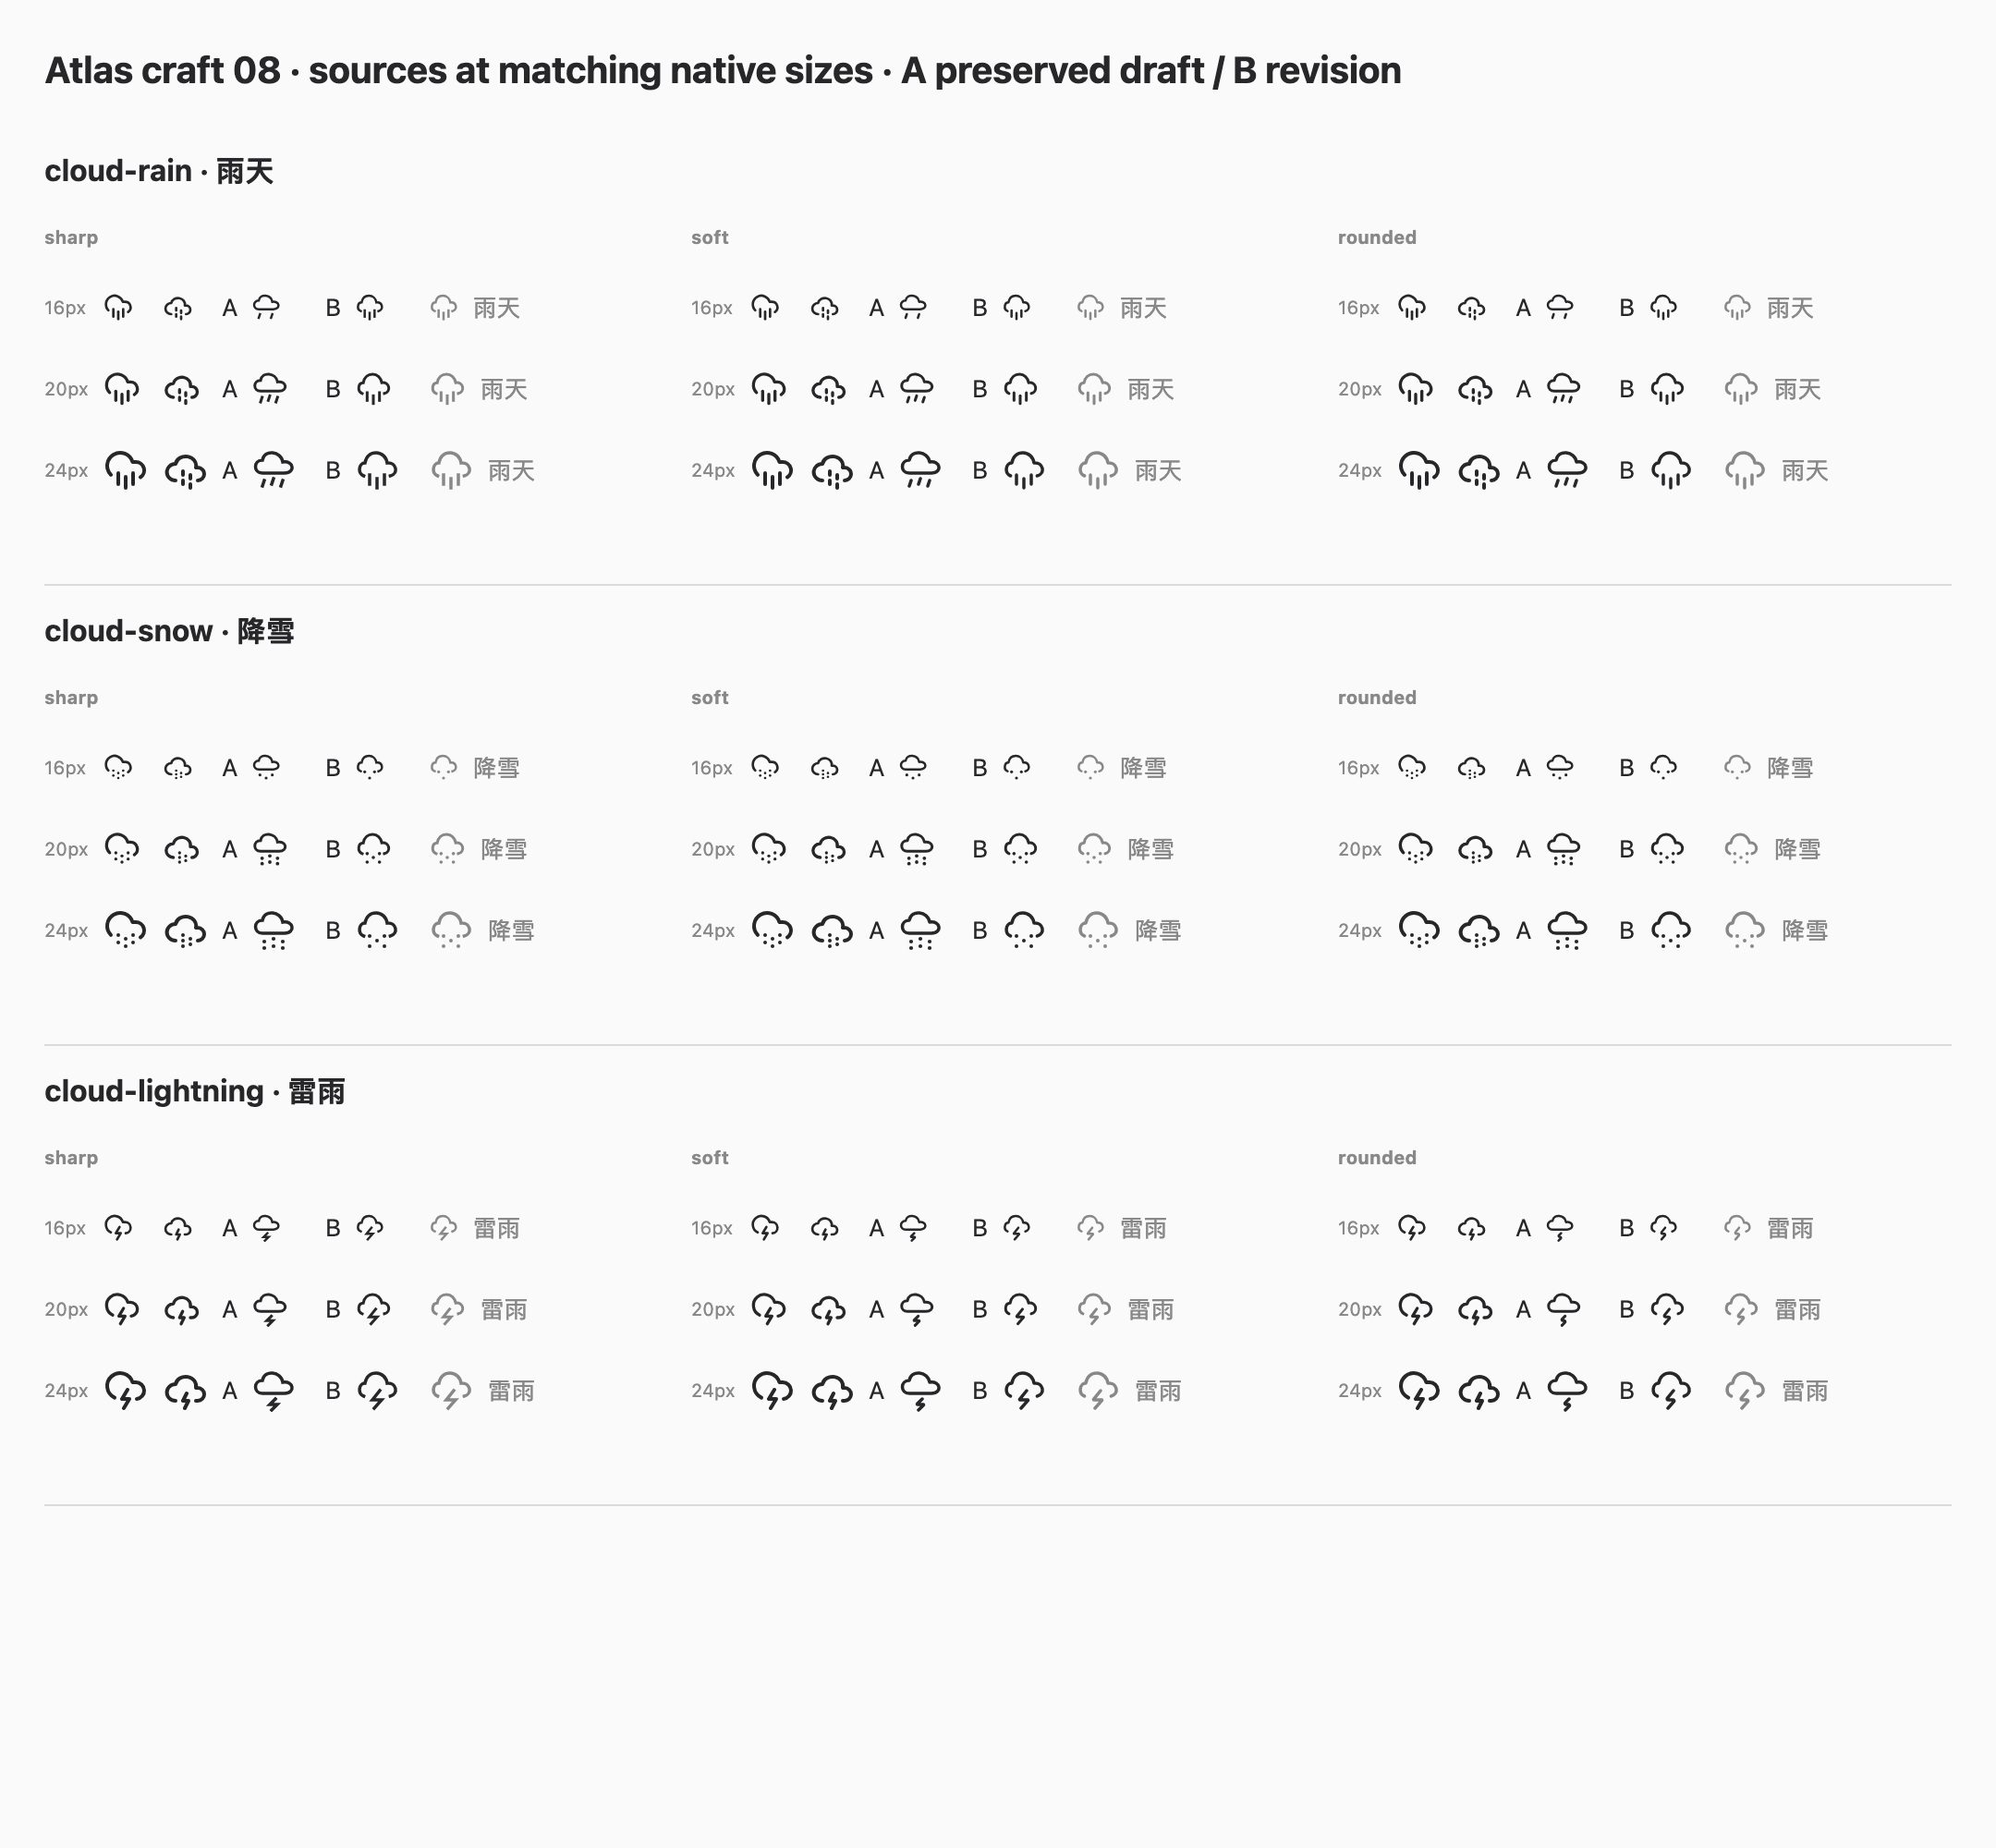 Atlas craft 08 · sources at matching native sizes · A preserved draft / B revision
cloud-rain · 雨天
sharp soft rounded
16px A B 雨天 16px A B 雨天 16px A B 雨天
20px A B 雨天 20px A B 雨天 20px A B 雨天
24px A B 雨天 24px A B 雨天 24px A B 雨天
cloud-snow · 降雪
sharp soft rounded
16px A B 降雪 16px A B 降雪 16px A B 降雪
20px A B 降雪 20px A B 降雪 20px A B 降雪
24px A B 降雪 24px A B 降雪 24px A B 降雪
cloud-lightning · 雷雨
sharp soft rounded
16px A B 雷雨 16px A B 雷雨 16px A B 雷雨
20px A B 雷雨 20px A B 雷雨 20px A B 雷雨
24px A B 雷雨 24px A B 雷雨 24px A B 雷雨